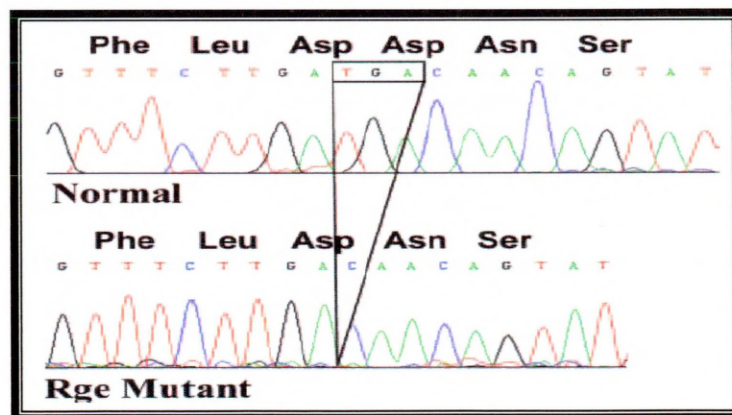 Phe Leu Asp Asp Asn Ser
G T T T C T T G A T G A C A A C A G T A T
Normal
Phe Leu Asp Asn Ser
G T T T C T T G A C A A C A G T A T
Rge Mutant